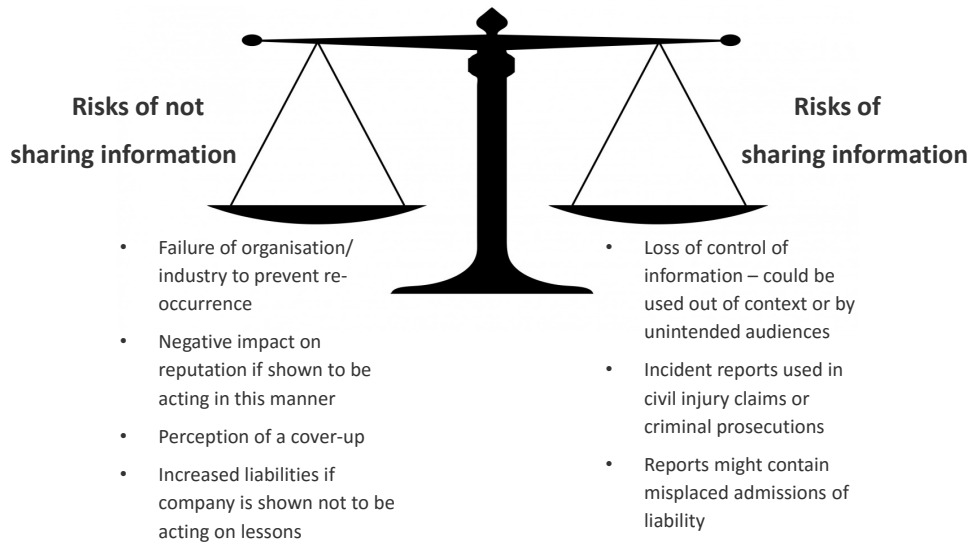 Risks of not
sharing information
• Failure of organisation/
industry to prevent re-
occurrence
• Negative impact on
reputation if shown to be
acting in this manner
• Perception of a cover-up
• Increased liabilities if
company is shown not to be
acting on lessons
Risks of
sharing information
• Loss of control of
information – could be
used out of context or by
unintended audiences
• Incident reports used in
civil injury claims or
criminal prosecutions
• Reports might contain
misplaced admissions of
liability